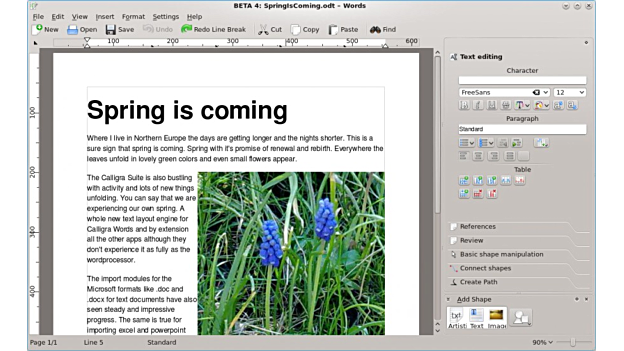 BETA 4: SpringIsComing.odt – Words
File Edit View Insert Format Settings Help
New Open Save Undo Redo Line Break Cut Copy Paste Find
100 200 300 400 500 600
100
200
300
400
Spring is coming
Where I live in Northern Europe the days are getting longer and the nights shorter. This is a
sure sign that spring is coming. Spring with it's promise of renewal and rebirth. Everywhere the
leaves unfold in lovely green colors and even small flowers appear.
The Calligra Suite is also bustling
with activity and lots of new things
unfolding. You can say that we are
experiencing our own spring. A
whole new text layout engine for
Calligra Words and by extension
all the other apps although they
don't experience it as fully as the
wordprocessor.
The import modules for the
Microsoft formats like .doc and
.docx for text documents have also
seen steady and impressive
progress. The same is true for
importing excel and powerpoint
Text editing
Character
FreeSans 12
Paragraph
Standard
Table
References
Review
Basic shape manipulation
Connect shapes
Create Path
Add Shape
txt
Artist Text Image
Page 1/1 Line 5 Standard 90%